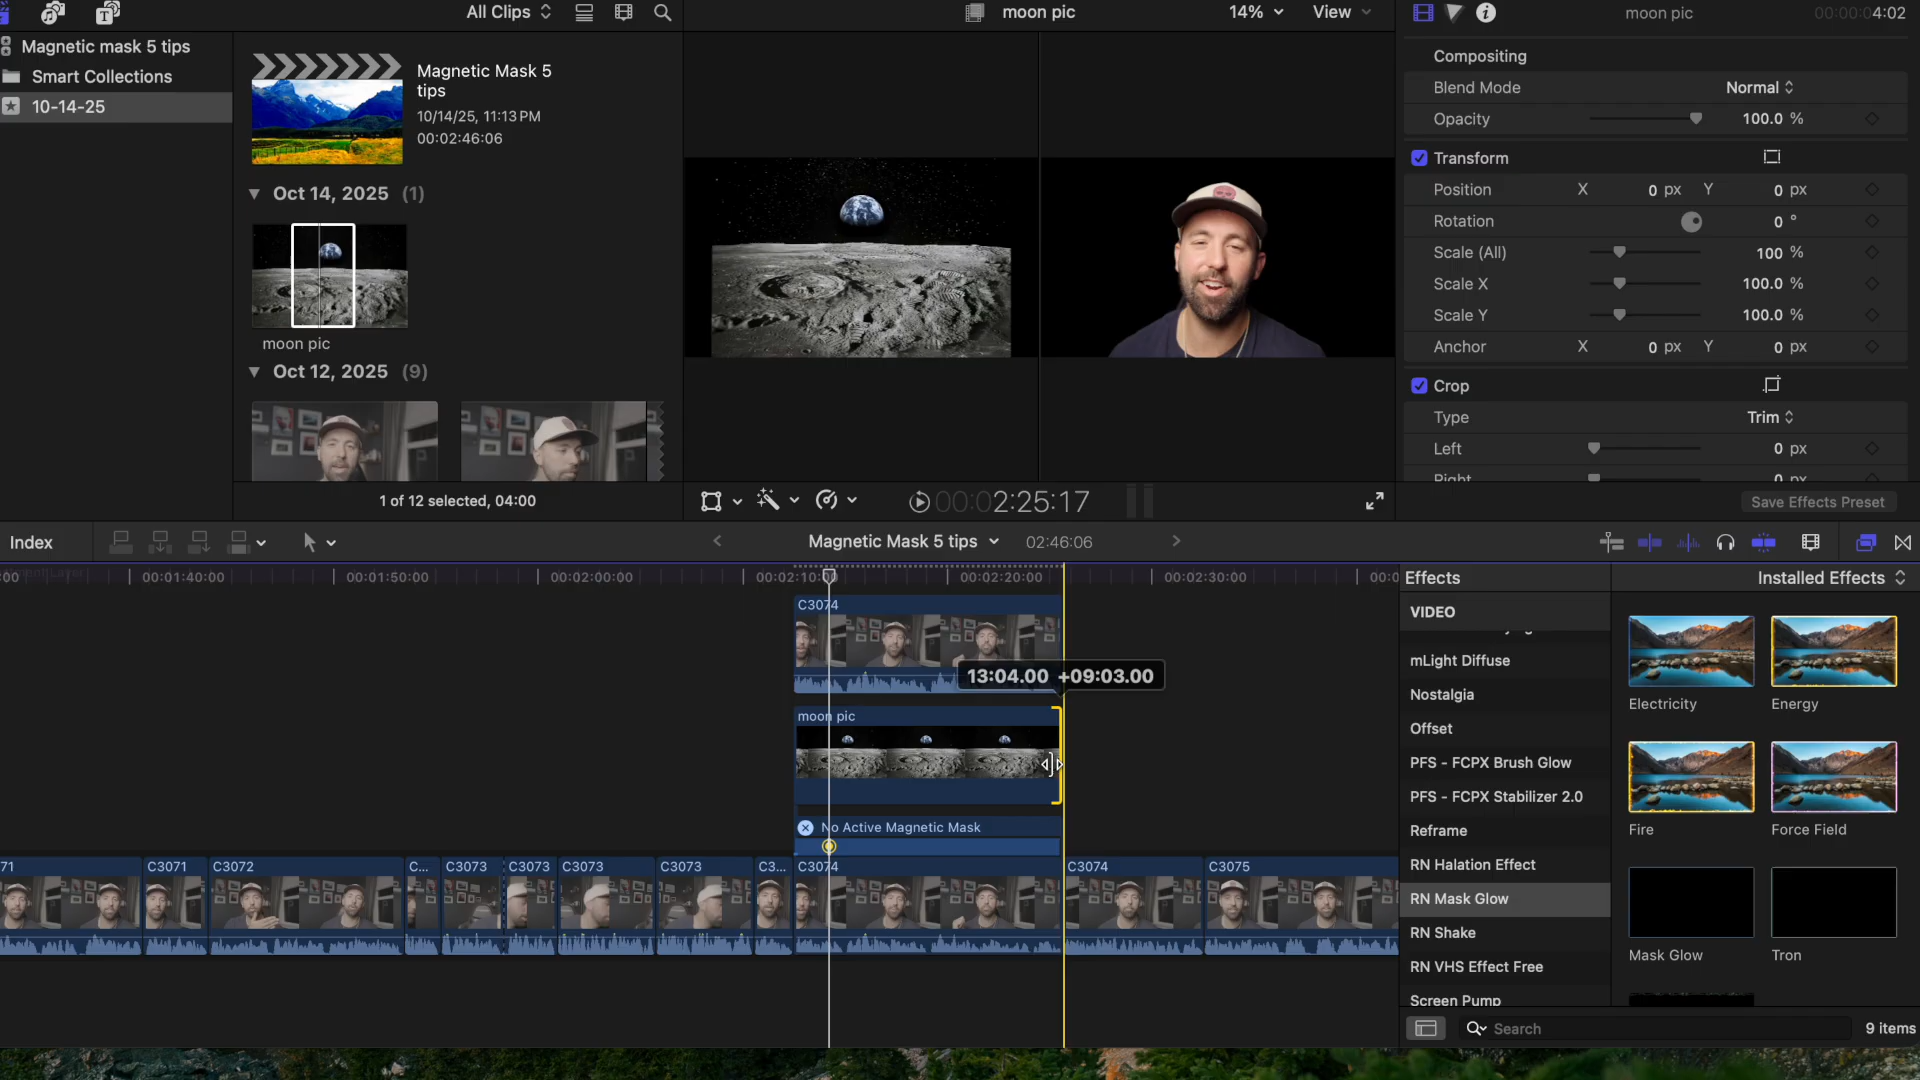 All Clips
moon pic
14%
View
moon pic
00:00:04:02
Magnetic mask 5 tips
Smart Collections
10-14-25
Magnetic Mask 5
tips
10/14/25, 11:13 PM
00:02:46:06
Oct 14, 2025 (1)
moon pic
Oct 12, 2025 (9)
1 of 12 selected, 04:00
00:00:2:25:17
Compositing
Blend Mode Normal
Opacity 100.0 %
Transform
Position X 0 px Y 0 px
Rotation 0 °
Scale (All) 100 %
Scale X 100.0 %
Scale Y 100.0 %
Anchor X 0 px Y 0 px
Crop
Type Trim
Left 0 px
Right 0 px
Save Effects Preset
Index
Magnetic Mask 5 tips
02:46:06
00:01:40:00
00:01:50:00
00:02:00:00
00:02:10:00
00:02:20:00
00:02:30:00
C3074
13:04.00 +09:03.00
moon pic
No Active Magnetic Mask
71
C3071
C3072
C...
C3073
C3073
C3073
C3073
C3...
C3074
C3074
C3075
Effects
Installed Effects
VIDEO
mLight Diffuse
Nostalgia
Offset
PFS - FCPX Brush Glow
PFS - FCPX Stabilizer 2.0
Reframe
RN Halation Effect
RN Mask Glow
RN Shake
RN VHS Effect Free
Screen Pump
Electricity
Energy
Fire
Force Field
Mask Glow
Tron
Search
9 items